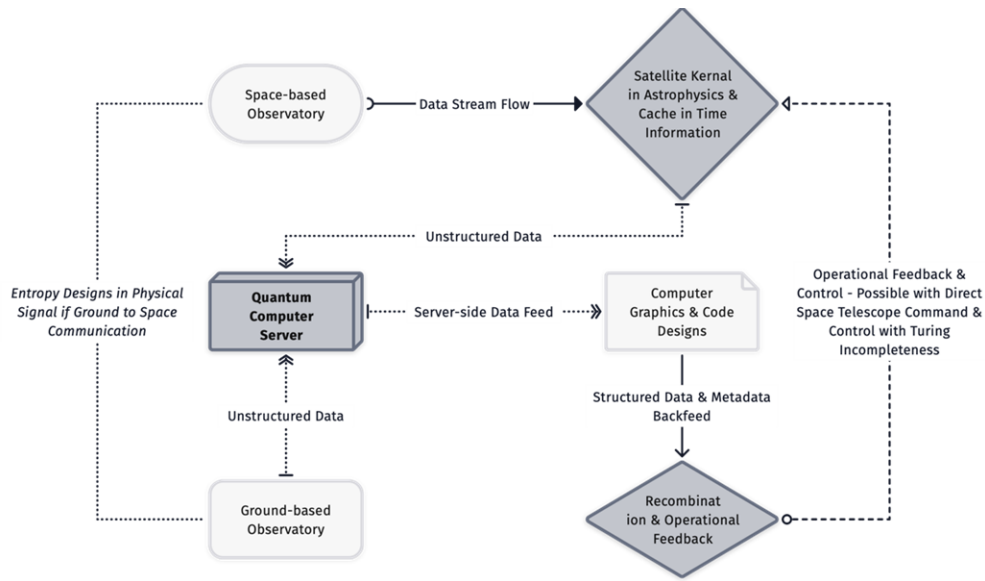 Space-based
Observatory
Data Stream Flow
Satellite Kernal
in Astrophysics &
Cache in Time
Information
Unstructured Data
Entropy Designs in Physical
Signal if Ground to Space
Communication
Quantum
Computer
Server
Server-side Data Feed
Computer
Graphics & Code
Designs
Operational Feedback &
Control - Possible with Direct
Space Telescope Command &
Control with Turing
Incompleteness
Unstructured Data
Structured Data & Metadata
Backfeed
Ground-based
Observatory
Recombinat
ion & Operational
Feedback